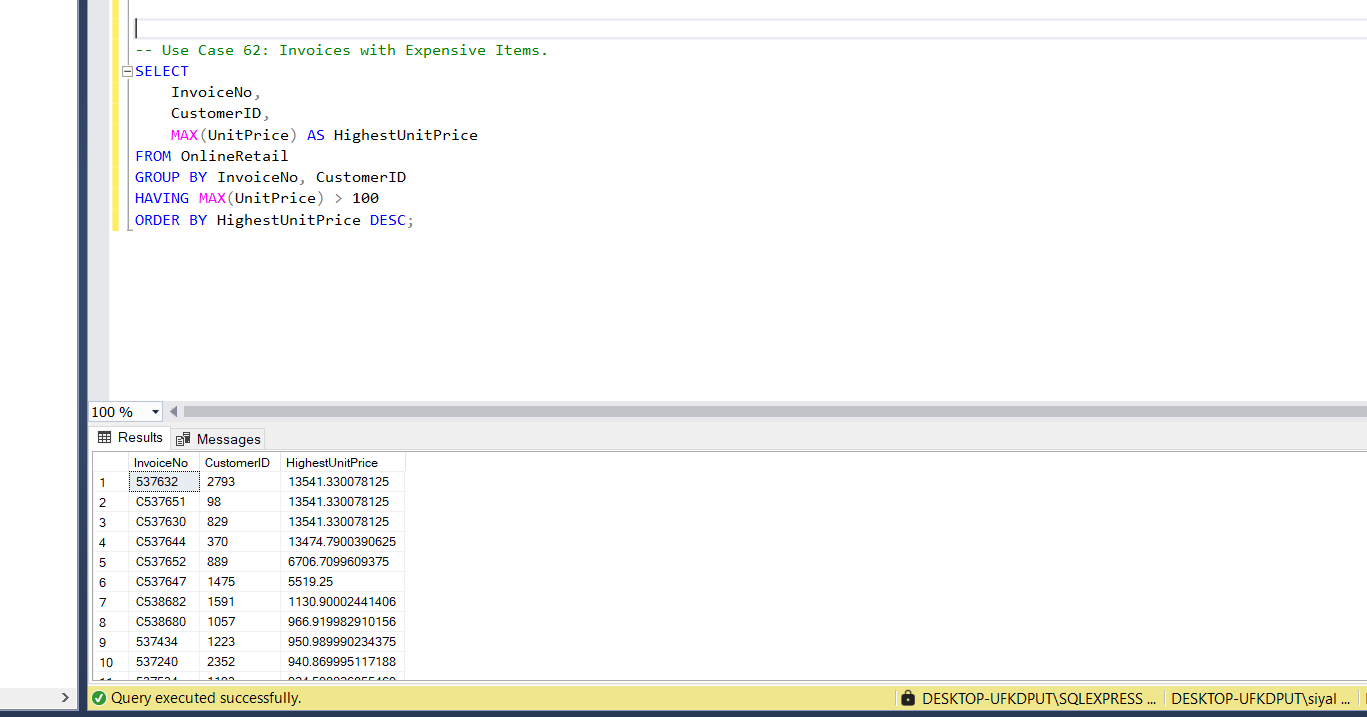 -- Use Case 62: Invoices with Expensive Items.
SELECT
InvoiceNo,
CustomerID,
MAX(UnitPrice) AS HighestUnitPrice
FROM OnlineRetail
GROUP BY InvoiceNo, CustomerID
HAVING MAX(UnitPrice) > 100
ORDER BY HighestUnitPrice DESC;
100 %
Results Messages
InvoiceNo CustomerID HighestUnitPrice
1 537632 2793 13541.330078125
2 C537651 98 13541.330078125
3 C537630 829 13541.330078125
4 C537644 370 13474.7900390625
5 C537652 889 6706.7099609375
6 C537647 1475 5519.25
7 C538682 1591 1130.90002441406
8 C538680 1057 966.919982910156
9 537434 1223 950.989990234375
10 537240 2352 940.869995117188
Query executed successfully. DESKTOP-UFKDPUT\SQLEXPRESS ... DESKTOP-UFKDPUT\siyal ...